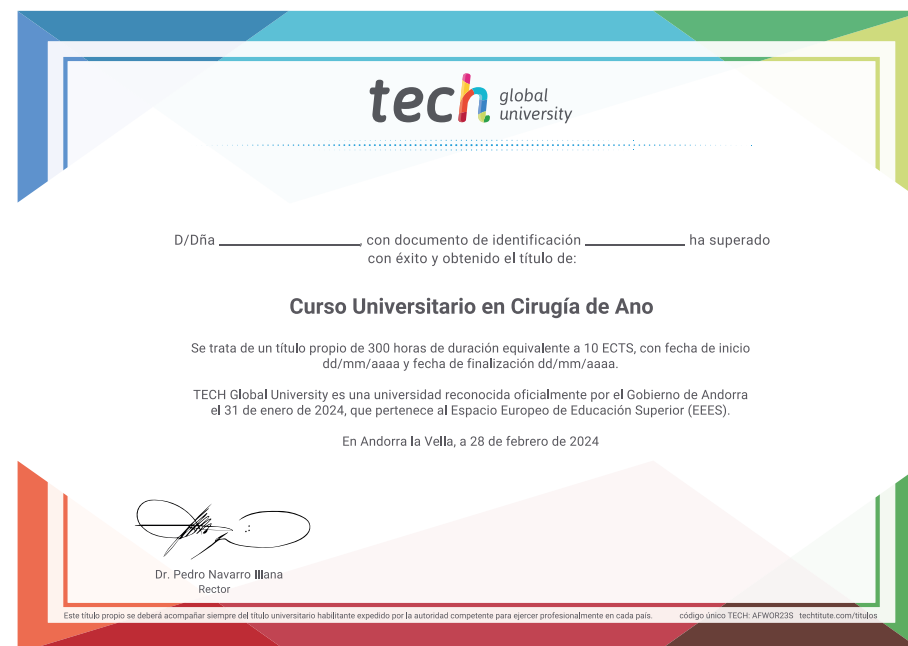 tech global
university
D/Dña ____________________, con documento de identificación ______________ ha superado
con éxito y obtenido el título de:
Curso Universitario en Cirugía de Ano
Se trata de un título propio de 300 horas de duración equivalente a 10 ECTS, con fecha de inicio
dd/mm/aaaa y fecha de finalización dd/mm/aaaa.
TECH Global University es una universidad reconocida oficialmente por el Gobierno de Andorra
el 31 de enero de 2024, que pertenece al Espacio Europeo de Educación Superior (EEES).
En Andorra la Vella, a 28 de febrero de 2024
Dr. Pedro Navarro Illana
Rector
Este título propio se deberá acompañar siempre del título universitario habilitante expedido por la autoridad competente para ejercer profesionalmente en cada país. código único TECH: AFWOR23S techtitute.com/titulos